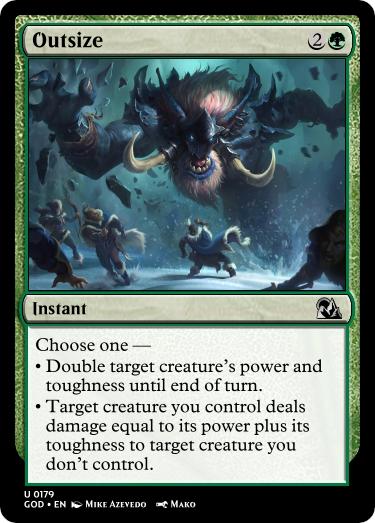 Outsize 2
Instant
Choose one —
• Double target creature's power and
toughness until end of turn.
• Target creature you control deals
damage equal to its power plus its
toughness to target creature you
don't control.
U 0179
GOD • EN Mike Azevedo Mako